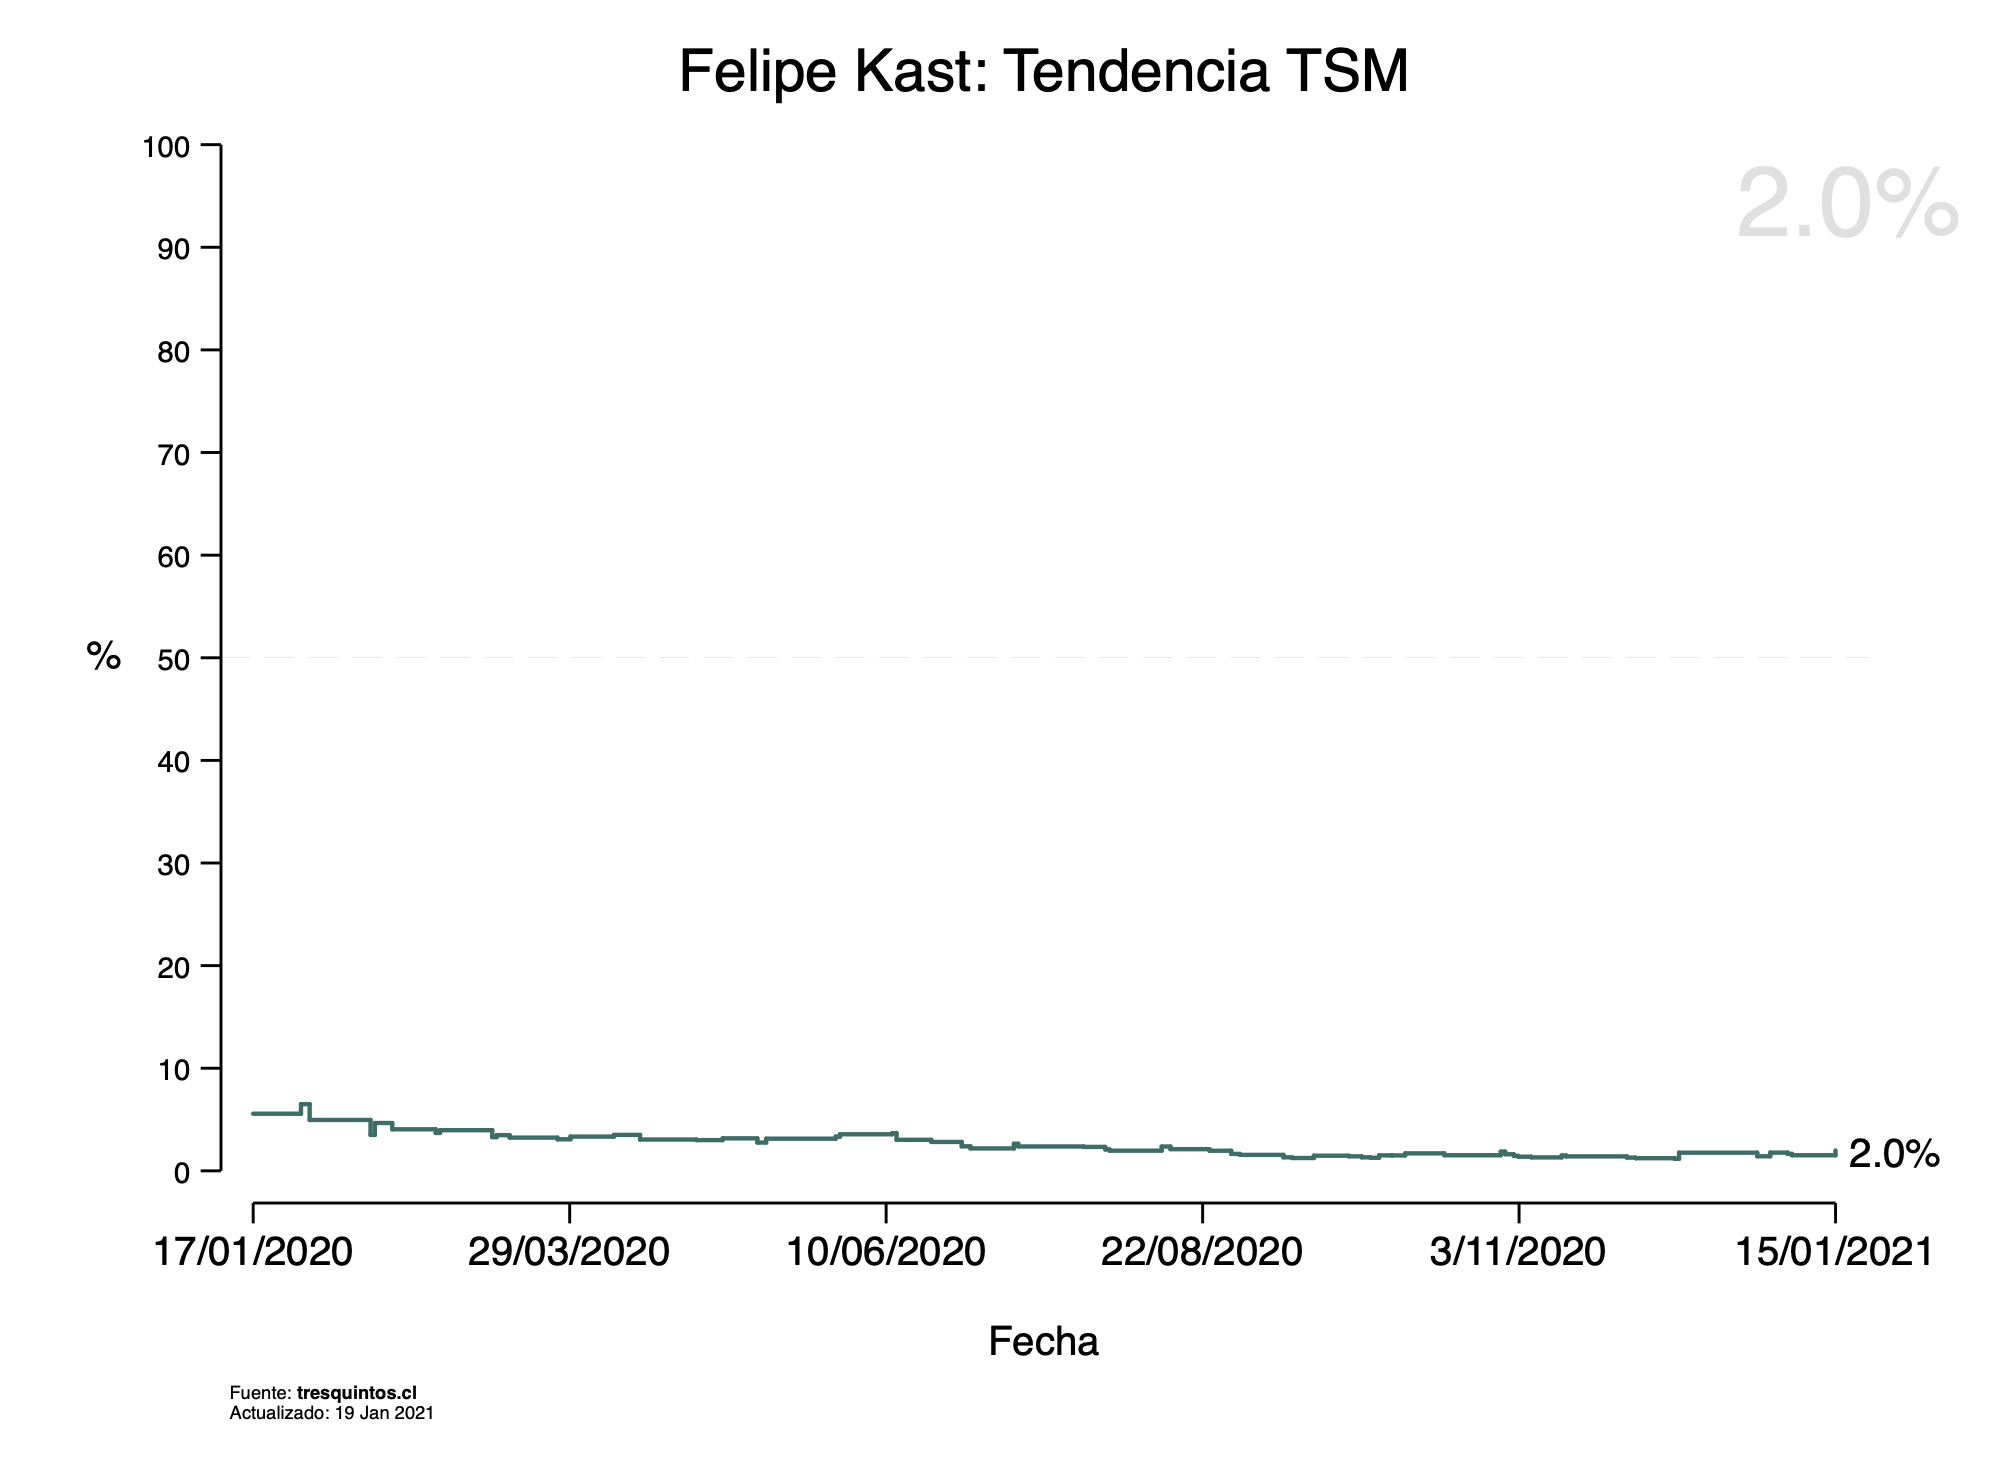 Felipe Kast: Tendencia TSM
2.0%
100
90
80
70
60
50
40
30
20
10
0
%
2.0%
17/01/2020 29/03/2020 10/06/2020 22/08/2020 3/11/2020 15/01/2021
Fecha
Fuente: tresquintos.cl
Actualizado: 19 Jan 2021